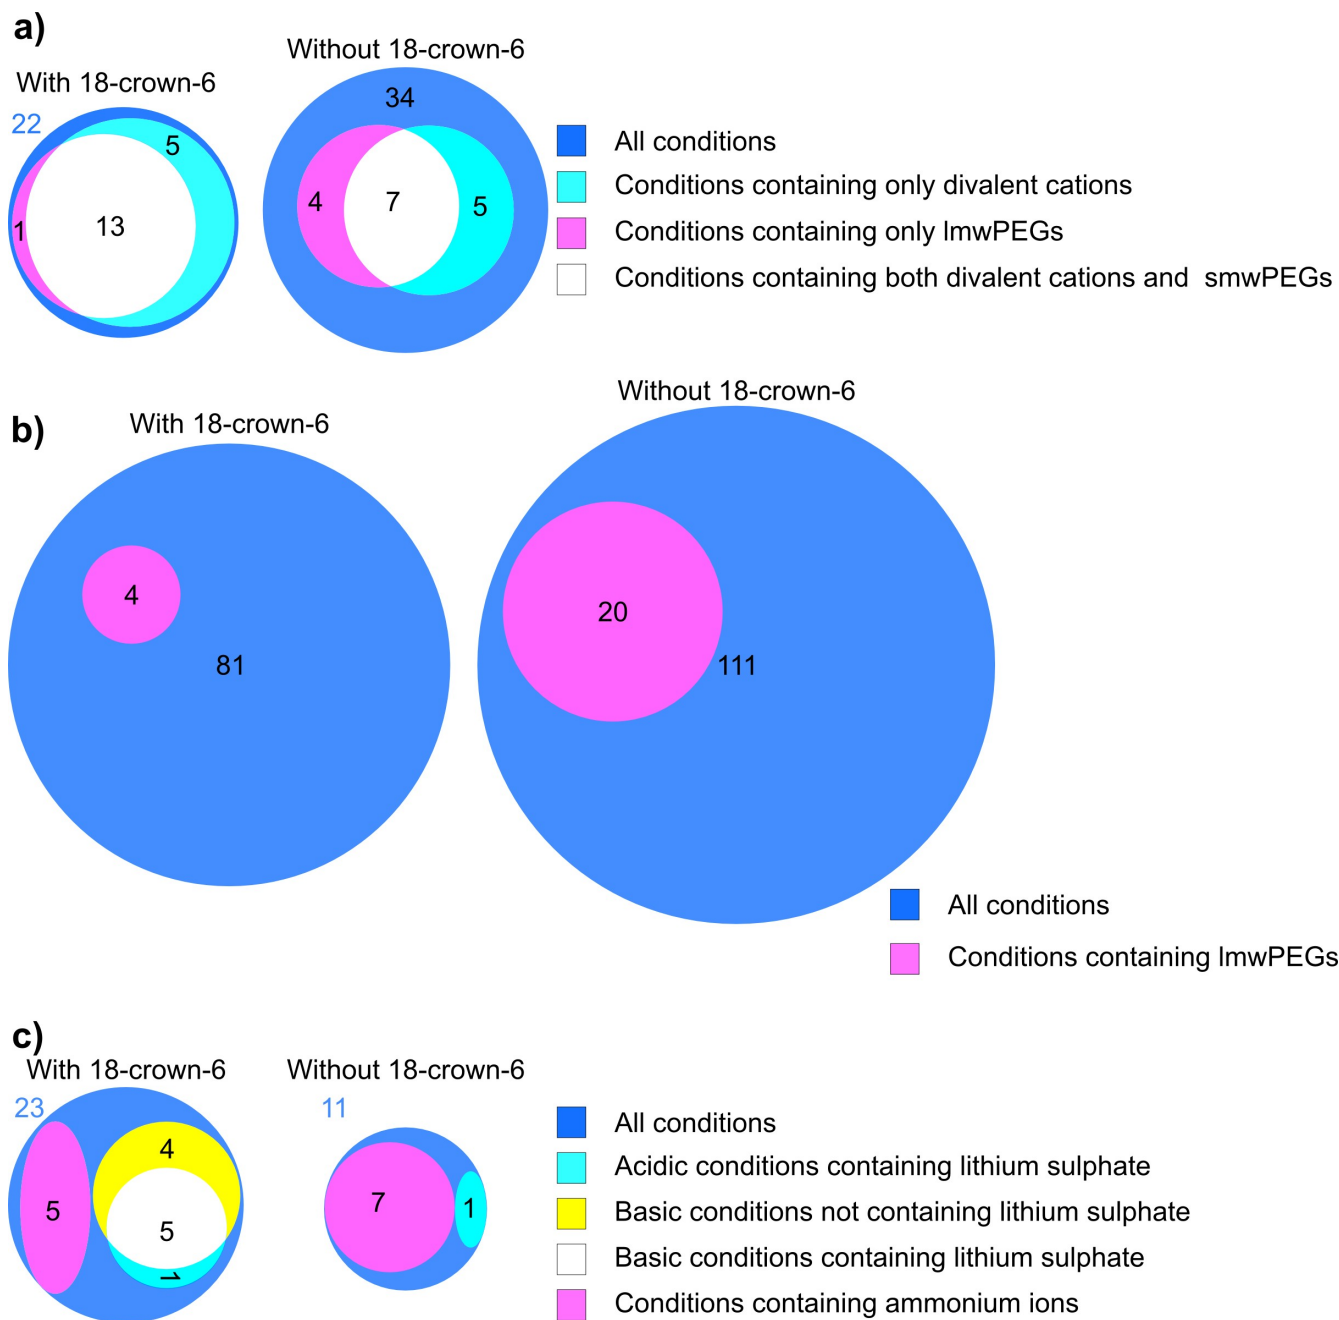 a)
With 18-crown-6
Without 18-crown-6
22
5
1
13
34
4
7
5
All conditions
Conditions containing only divalent cations
Conditions containing only lmwPEGs
Conditions containing both divalent cations and smwPEGs
b)
With 18-crown-6
Without 18-crown-6
4
81
20
111
All conditions
Conditions containing lmwPEGs
c)
With 18-crown-6
Without 18-crown-6
23
5
4
5
1
11
7
1
All conditions
Acidic conditions containing lithium sulphate
Basic conditions not containing lithium sulphate
Basic conditions containing lithium sulphate
Conditions containing ammonium ions